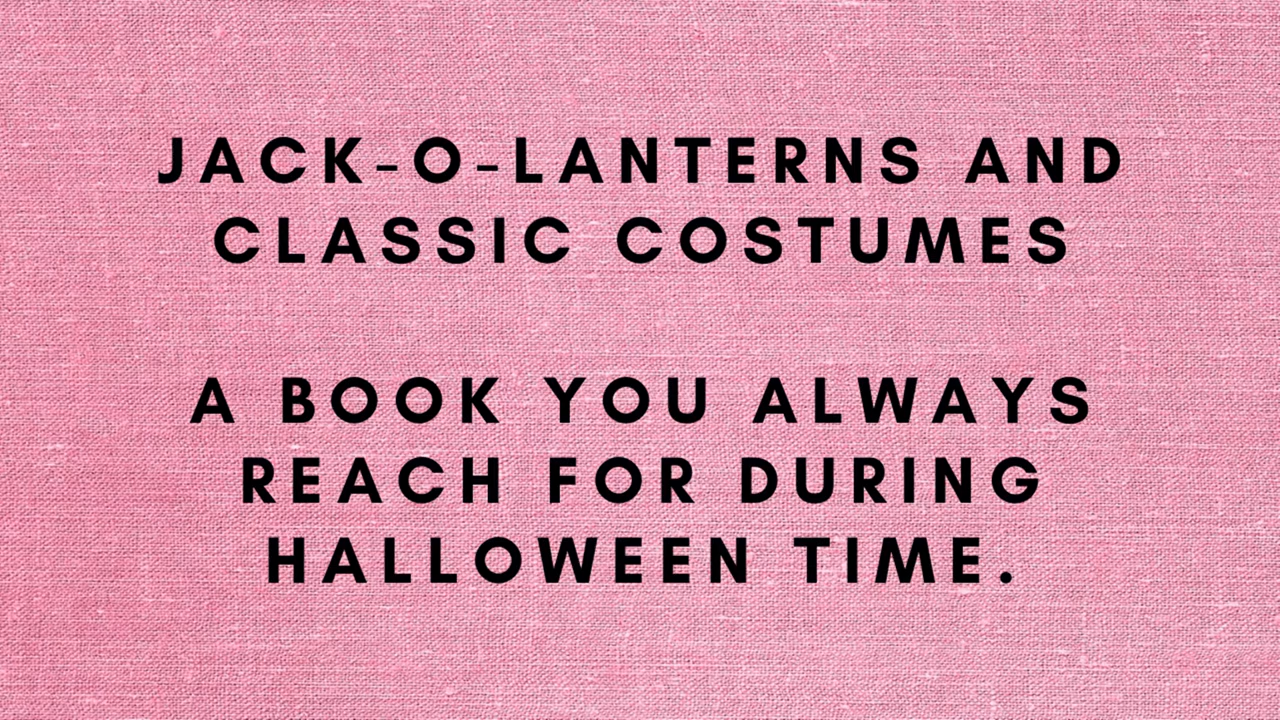 JACK-O-LANTERNS AND
CLASSIC COSTUMES
A BOOK YOU ALWAYS
REACH FOR DURING
HALLOWEEN TIME.